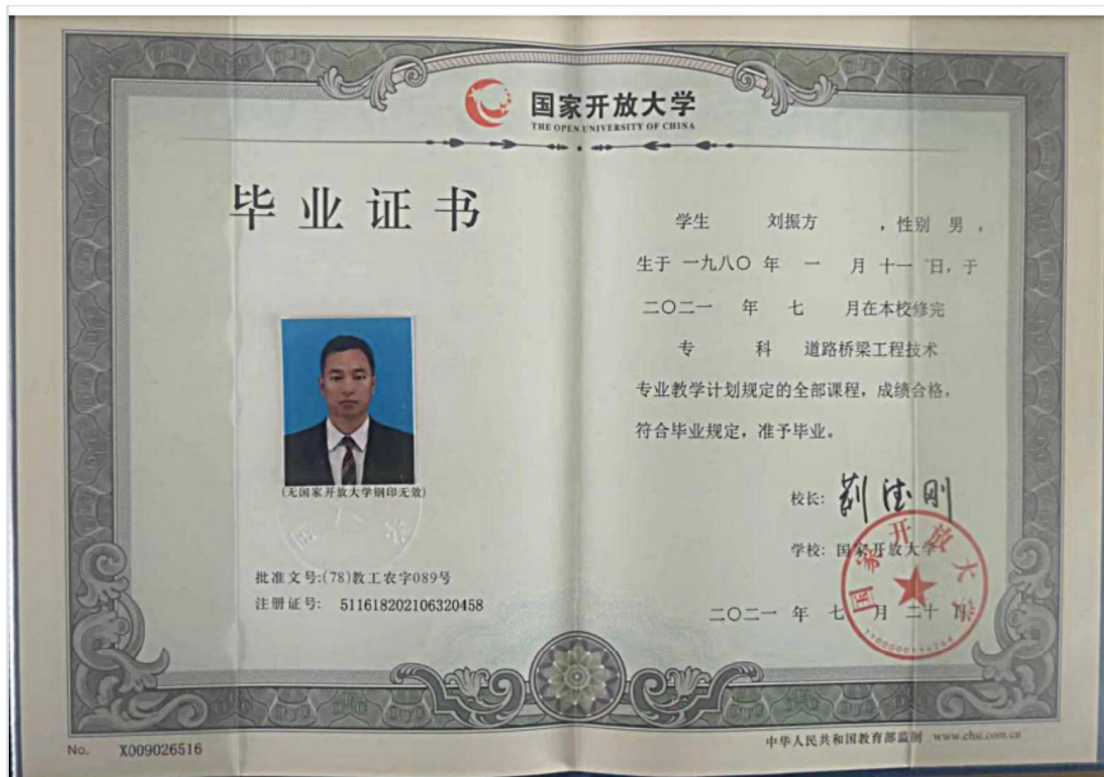 国家开放大学
THE OPEN UNIVERSITY OF CHINA
毕业证书
(无国家开放大学钢印无效)
批准文号:(78)教工农字089号
注册证号: 511618202106320458
学生 刘振方 ，性别 男 ，
生于 一九八〇 年 一 月 十一 日，于
二〇二一 年 七 月在本校修完
专 科 道路桥梁工程技术
专业教学计划规定的全部课程，成绩合格，
符合毕业规定，准予毕业。
校长:
学校: 国家开放大学
二〇二一 年 七 月 二十 日
国家开放大学
No. X009026516
中华人民共和国教育部监制 www.chsi.com.cn